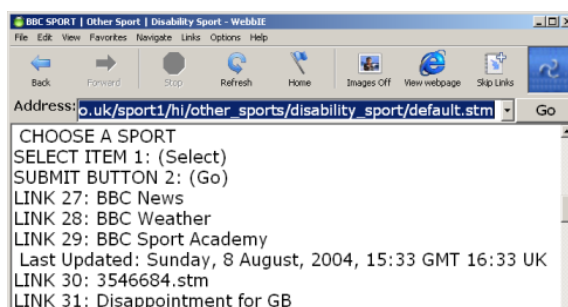 BBC SPORT | Other Sport | Disability Sport - WebbIE
File Edit View Favorites Navigate Links Options Help
Back Forward Stop Refresh Home Images Off View webpage Skip Links
Address: o.uk/sport1/hi/other_sports/disability_sport/default.stm Go
CHOOSE A SPORT
SELECT ITEM 1: (Select)
SUBMIT BUTTON 2: (Go)
LINK 27: BBC News
LINK 28: BBC Weather
LINK 29: BBC Sport Academy
Last Updated: Sunday, 8 August, 2004, 15:33 GMT 16:33 UK
LINK 30: 3546684.stm
LINK 31: Disappointment for GB